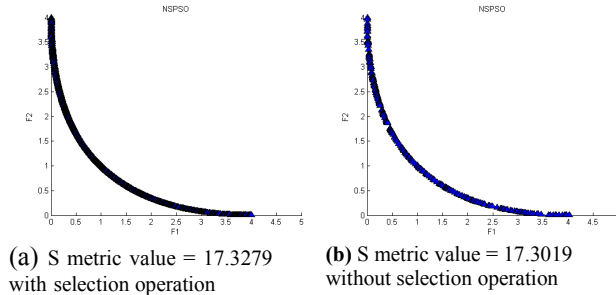 NSPSO
4
3.5
3
2.5
2
1.5
1
0.5
0
F2
0 0.5 1 1.5 2 2.5 3 3.5 4 4.5 5
F1
(a) S metric value = 17.3279
with selection operation
NSPSO
4
3.5
3
2.5
2
1.5
1
0.5
0
F2
0 0.5 1 1.5 2 2.5 3 3.5 4 4.5
F1
(b) S metric value = 17.3019
without selection operation